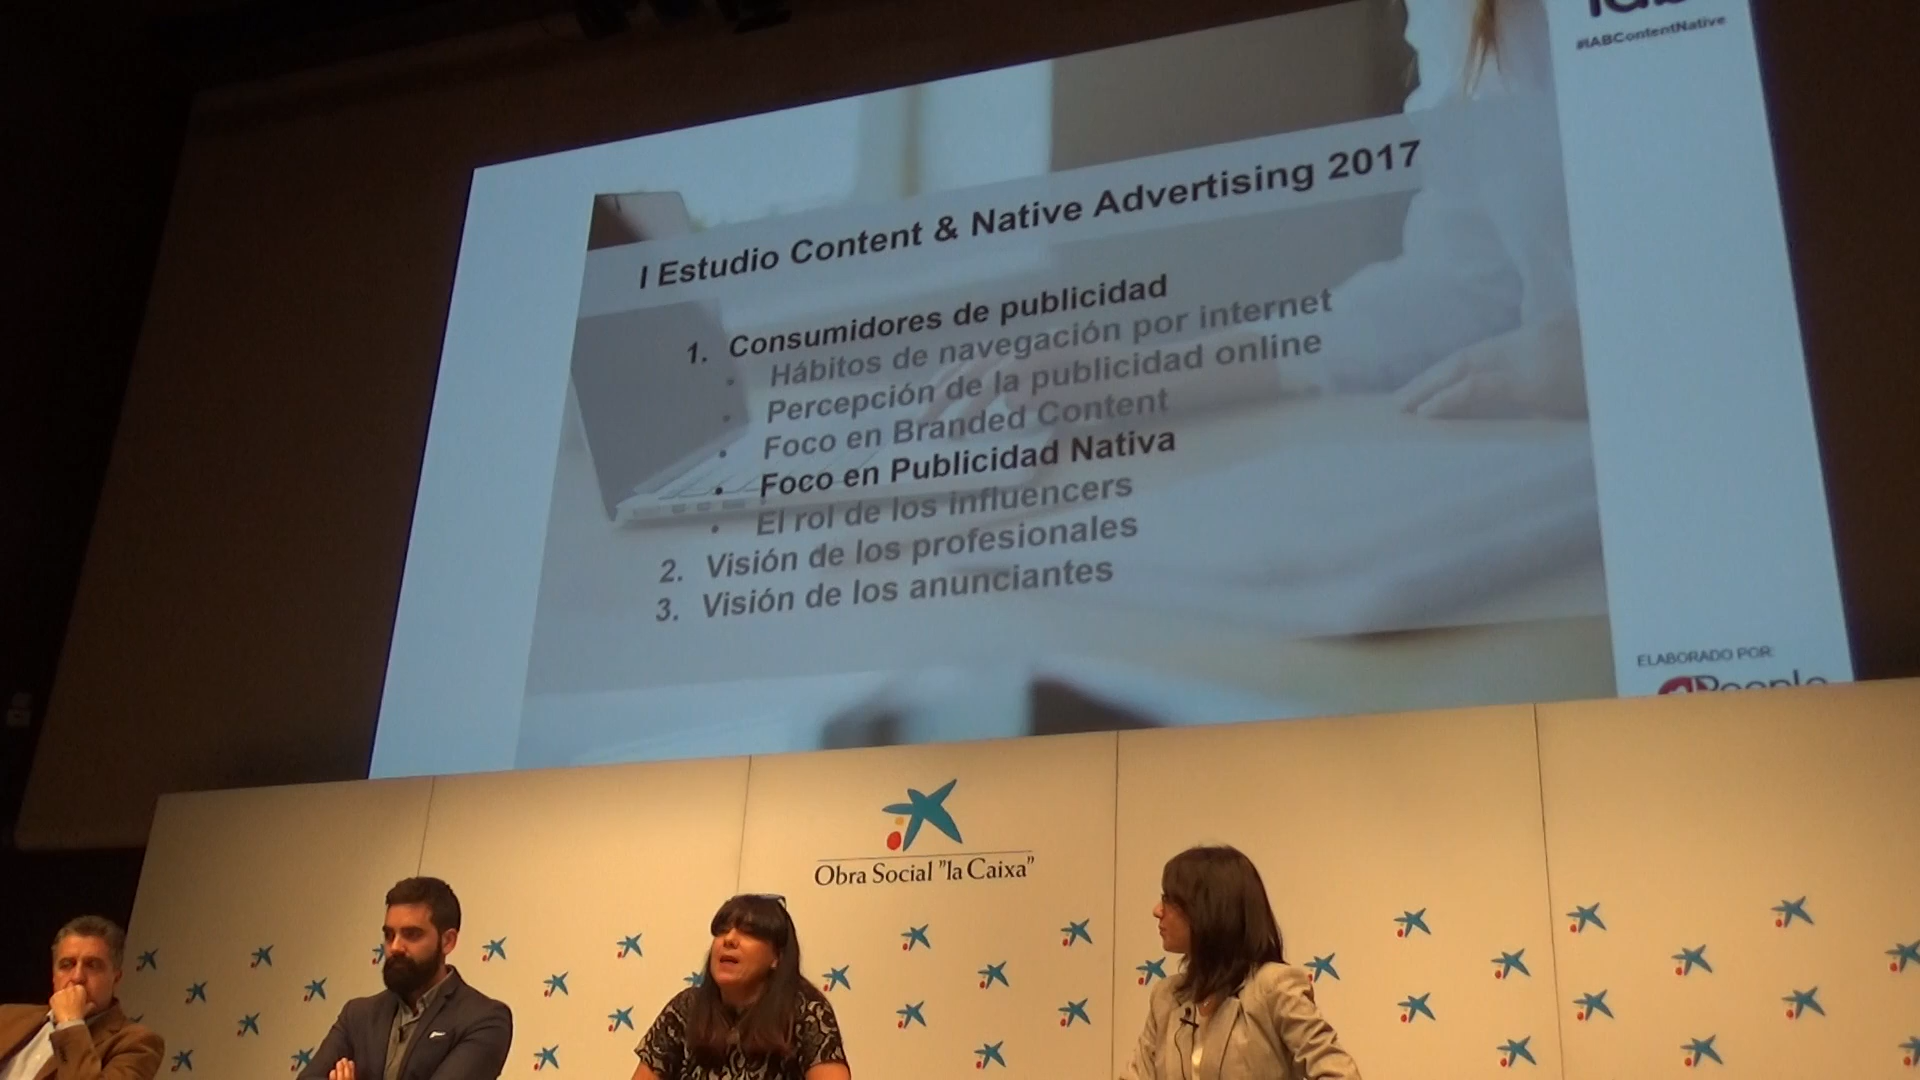 #IABContentNative
I Estudio Content & Native Advertising 2017
1. Consumidores de publicidad
• Hábitos de navegación por internet
• Percepción de la publicidad online
• Foco en Branded Content
• Foco en Publicidad Nativa
• El rol de los influencers
2. Visión de los profesionales
3. Visión de los anunciantes
ELABORADO POR:
Obra Social "la Caixa"